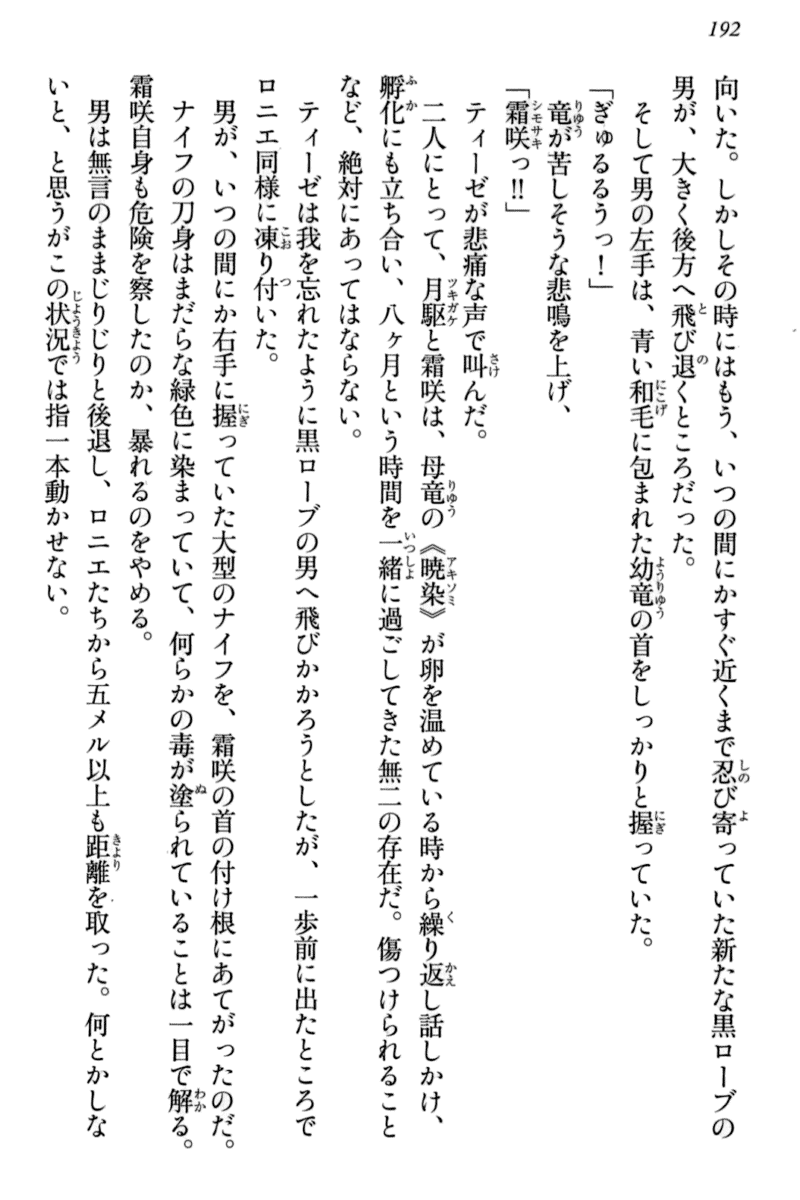 192
向いた。しかしその時にはもう、いつの間にかすぐ近くまで忍び寄っていた新たな黒ローブの
男が、大きく後方へ飛び退くところだった。
そして男の左手は、青い和毛に包まれた幼竜の首をしっかりと握っていた。
「ぎゅるるうっ！」
竜が苦しそうな悲鳴を上げ、
「霜咲っ‼」
ティーゼが悲痛な声で叫んだ。
二人にとって、月駆と霜咲は、母竜の《暁染》が卵を温めている時から繰り返し話しかけ、
孵化にも立ち合い、八ヶ月という時間を一緒に過ごしてきた無二の存在だ。傷つけられること
など、絶対にあってはならない。
ティーゼは我を忘れたように黒ローブの男へ飛びかかろうとしたが、一歩前に出たところで
ロニエ同様に凍り付いた。
男が、いつの間にか右手に握っていた大型のナイフを、霜咲の首の付け根にあてがったのだ。
ナイフの刀身はまだらな緑色に染まっていて、何らかの毒が塗られていることは一目で解る。
霜咲自身も危険を察したのか、暴れるのをやめる。
男は無言のままじりじりと後退し、ロニエたちから五メル以上も距離を取った。何とかしな
いと、と思うがこの状況では指一本動かせない。